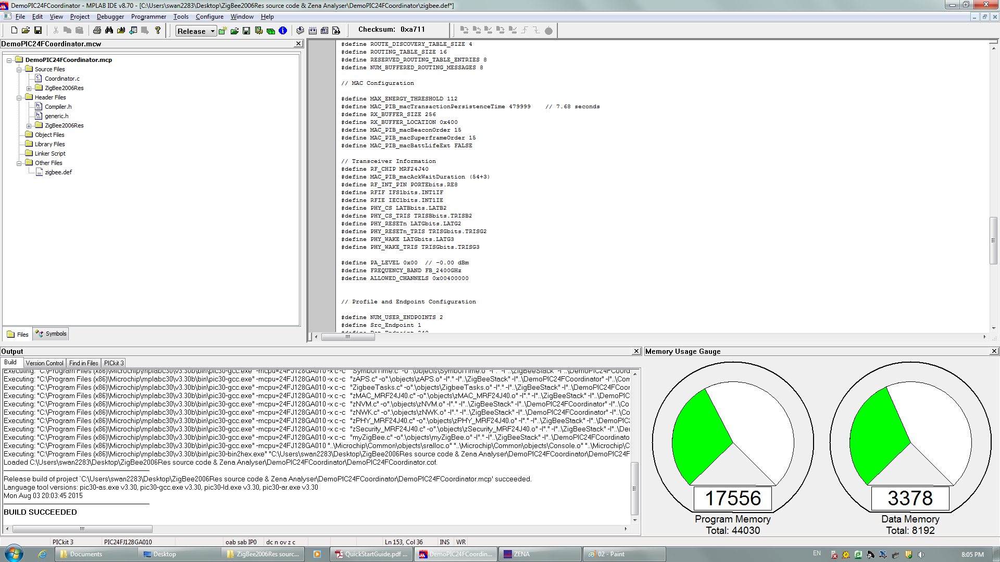 DemoPIC24FCoordinator - MPLAB IDE v8.70 - [C:\Users\swan2283\Desktop\ZigBee2006Res source code & Zena Analyser\DemoPIC24FCoordinator\zigbee.def*]
File Edit View Project Debugger Programmer Tools Configure Window Help
Release Checksum: 0xa711
DemoPIC24FCoordinator.mcw
DemoPIC24FCoordinator.mcp
Source Files
Coordinator.c
ZigBee2006Res
Header Files
Compiler.h
generic.h
ZigBee2006Res
Object Files
Library Files
Linker Script
Other Files
zigbee.def
Files Symbols
#define ROUTE_DISCOVERY_TABLE_SIZE 4
#define ROUTING_TABLE_SIZE 16
#define RESERVED_ROUTING_TABLE_ENTRIES 8
#define NUM_BUFFERED_ROUTING_MESSAGES 8
// MAC Configuration
#define MAX_ENERGY_THRESHOLD 112
#define MAC_PIB_macTransactionPersistenceTime 479999    // 7.68 seconds
#define RX_BUFFER_SIZE 256
#define RX_BUFFER_LOCATION 0x400
#define MAC_PIB_macBeaconOrder 15
#define MAC_PIB_macSuperframeOrder 15
#define MAC_PIB_macBattLifeExt FALSE
// Transceiver Information
#define RF_CHIP MRF24J40
#define MAC_PIB_macAckWaitDuration (54+3)
#define RF_INT_PIN PORTEbits.RE8
#define RFIF IFS1bits.INT1IF
#define RFIE IEC1bits.INT1IE
#define PHY_CS LATBbits.LATB2
#define PHY_CS_TRIS TRISBbits.TRISB2
#define PHY_RESETn LATGbits.LATG2
#define PHY_RESETn_TRIS TRISGbits.TRISG2
#define PHY_WAKE LATGbits.LATG3
#define PHY_WAKE_TRIS TRISGbits.TRISG3
#define PA_LEVEL 0x00  // -0.00 dBm
#define FREQUENCY_BAND FB_2400GHz
#define ALLOWED_CHANNELS 0x00400000
// Profile and Endpoint Configuration
#define NUM_USER_ENDPOINTS 2
#define Src_Endpoint 1
#define Dst_Endpoint 240
Output
Build Version Control Find in Files PICkit 3
Executing: "C:\Program Files (x86)\Microchip\mplabc30\v3.30b\bin\pic30-gcc.exe" -mcpu=24FJ128GA010 -x c -c "SymbolTime.c" -o".\objects\SymbolTime.o" -I"." -I"..\ZigBeeStack" -I"..\DemoPIC24FCoord
Executing: "C:\Program Files (x86)\Microchip\mplabc30\v3.30b\bin\pic30-gcc.exe" -mcpu=24FJ128GA010 -x c -c "zAPS.c" -o".\objects\zAPS.o" -I"." -I"..\ZigBeeStack" -I"..\DemoPIC24FCoordinator" -I"..\Com
Executing: "C:\Program Files (x86)\Microchip\mplabc30\v3.30b\bin\pic30-gcc.exe" -mcpu=24FJ128GA010 -x c -c "ZigbeeTasks.c" -o".\objects\ZigbeeTasks.o" -I"." -I"..\ZigBeeStack" -I"..\DemoPIC24FCoor
Executing: "C:\Program Files (x86)\Microchip\mplabc30\v3.30b\bin\pic30-gcc.exe" -mcpu=24FJ128GA010 -x c -c "zMAC_MRF24J40.c" -o".\objects\zMAC_MRF24J40.o" -I"." -I"..\ZigBeeStack" -I"..\DemoPIC
Executing: "C:\Program Files (x86)\Microchip\mplabc30\v3.30b\bin\pic30-gcc.exe" -mcpu=24FJ128GA010 -x c -c "zNVM.c" -o".\objects\zNVM.o" -I"." -I"..\ZigBeeStack" -I"..\DemoPIC24FCoordinator" -I"..\Co
Executing: "C:\Program Files (x86)\Microchip\mplabc30\v3.30b\bin\pic30-gcc.exe" -mcpu=24FJ128GA010 -x c -c "zNWK.c" -o".\objects\zNWK.o" -I"." -I"..\ZigBeeStack" -I"..\DemoPIC24FCoordinator" -I"..\Co
Executing: "C:\Program Files (x86)\Microchip\mplabc30\v3.30b\bin\pic30-gcc.exe" -mcpu=24FJ128GA010 -x c -c "zPHY_MRF24J40.c" -o".\objects\zPHY_MRF24J40.o" -I"." -I"..\ZigBeeStack" -I"..\DemoPIC2
Executing: "C:\Program Files (x86)\Microchip\mplabc30\v3.30b\bin\pic30-gcc.exe" -mcpu=24FJ128GA010 -x c -c "zSecurity_MRF24J40.c" -o".\objects\zSecurity_MRF24J40.o" -I"." -I"..\ZigBeeStack" -I"..\De
Executing: "C:\Program Files (x86)\Microchip\mplabc30\v3.30b\bin\pic30-gcc.exe" -mcpu=24FJ128GA010 -x c -c "myZigBee.c" -o".\objects\myZigBee.o" -I"." -I"..\ZigBeeStack" -I"..\DemoPIC24FCoordinator
Executing: "C:\Program Files (x86)\Microchip\mplabc30\v3.30b\bin\pic30-gcc.exe" -mcpu=24FJ128GA010 "..\Microchip\Common\objects\sralloc.o" "..\Microchip\Common\objects\Console.o" "..\Microchip\C
Executing: "C:\Program Files (x86)\Microchip\mplabc30\v3.30b\bin\pic30-bin2hex.exe" "C:\Users\swan2283\Desktop\ZigBee2006Res source code & Zena Analyser\DemoPIC24FCoordinator\DemoPIC24F
Loaded C:\Users\swan2283\Desktop\ZigBee2006Res source code & Zena Analyser\DemoPIC24FCoordinator\DemoPIC24FCoordinator.cof.
Release build of project `C:\Users\swan2283\Desktop\ZigBee2006Res source code & Zena Analyser\DemoPIC24FCoordinator\DemoPIC24FCoordinator.mcp' succeeded.
Language tool versions: pic30-as.exe v3.30, pic30-gcc.exe v3.30, pic30-ld.exe v3.30, pic30-ar.exe v3.30
Mon Aug 03 20:03:45 2015
BUILD SUCCEEDED
Memory Usage Gauge
17556
Program Memory
Total: 44030
3378
Data Memory
Total: 8192
PICkit 3 PIC24FJ128GA010 oab sab IP0 dc n ov z c Ln 153, Col 36 INS WR
Documents Desktop ZigBee2006Res sourc... QuickStartGuide.pdf ... DemoPIC24FCoordin... ZENA 02 - Paint EN 8:05 PM